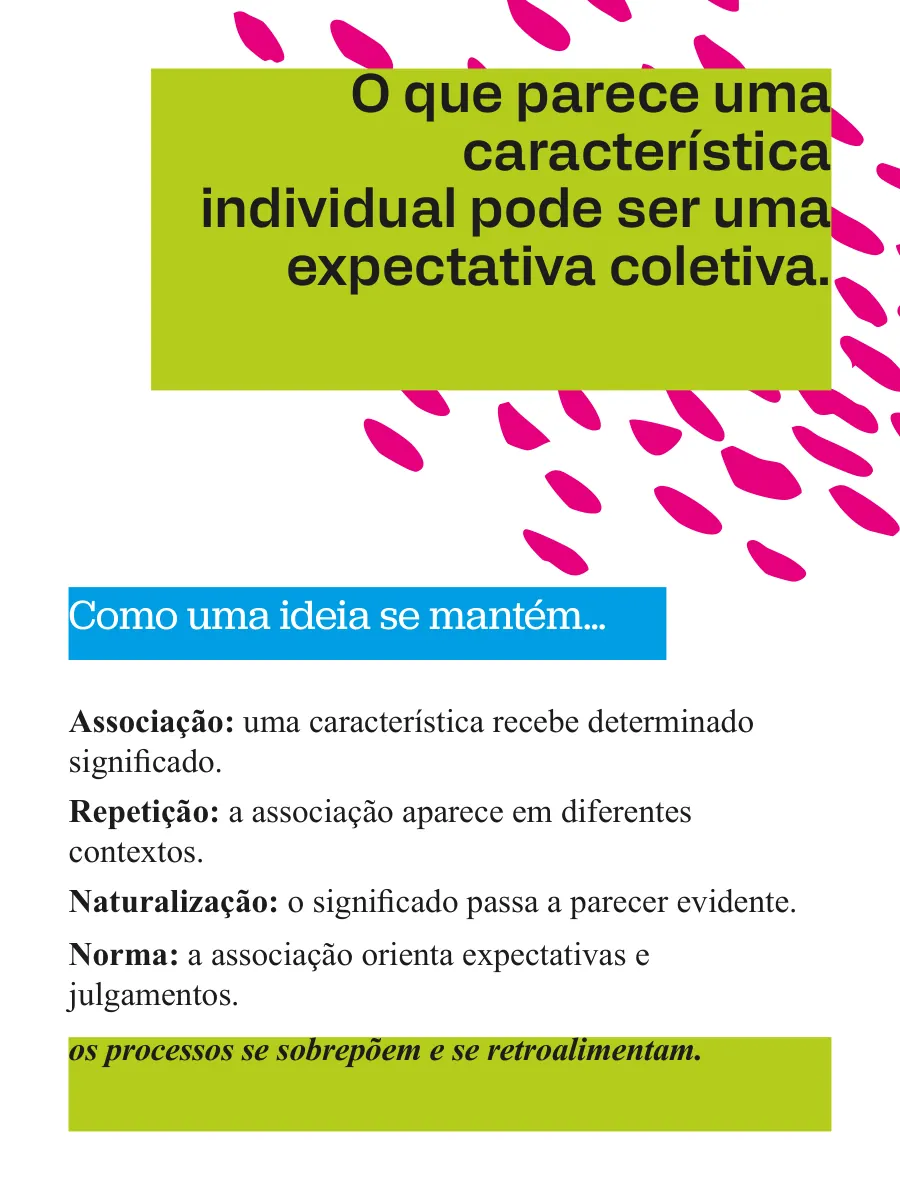 O que parece uma
característica
individual pode ser uma
expectativa coletiva.
Como uma ideia se mantém...
Associação: uma característica recebe determinado
significado.
Repetição: a associação aparece em diferentes
contextos.
Naturalização: o significado passa a parecer evidente.
Norma: a associação orienta expectativas e
julgamentos.
os processos se sobrepõem e se retroalimentam.